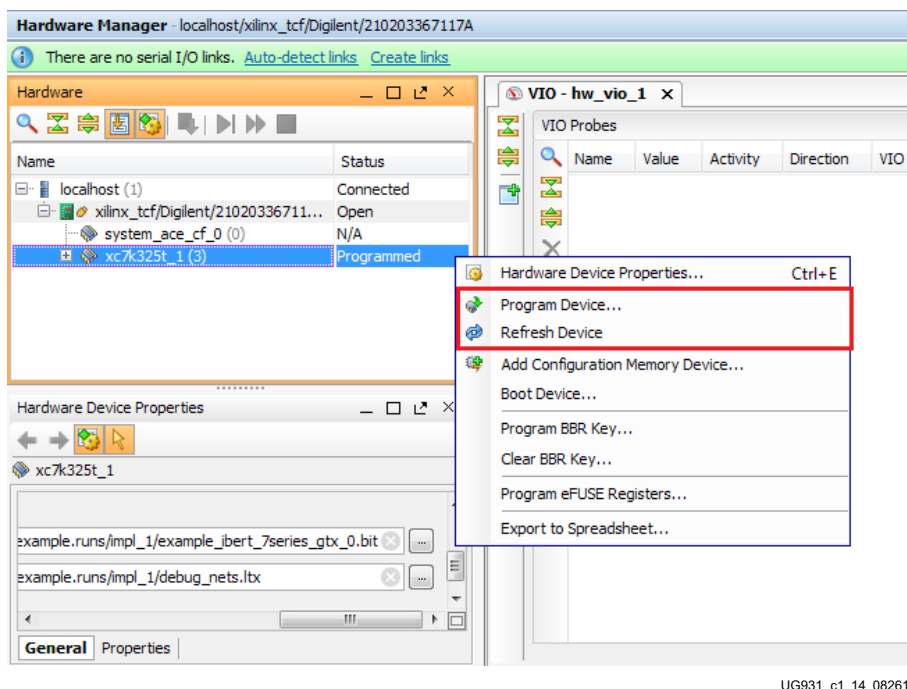 Hardware Manager - localhost/xilinx_tcf/Digilent/210203367117A
There are no serial I/O links. Auto-detect links Create links
Hardware
Name Status
localhost (1) Connected
xilinx_tcf/Digilent/21020336711... Open
system_ace_cf_0 (0) N/A
xc7k325t_1 (3) Programmed
VIO - hw_vio_1
VIO Probes
Name Value Activity Direction VIO
Hardware Device Properties... Ctrl+E
Program Device...
Refresh Device
Add Configuration Memory Device...
Boot Device...
Program BBR Key...
Clear BBR Key...
Program eFUSE Registers...
Export to Spreadsheet...
Hardware Device Properties
xc7k325t_1
example.runs/impl_1/example_ibert_7series_gtx_0.bit ...
example.runs/impl_1/debug_nets.ltx ...
General Properties
UG931_c1_14_08261